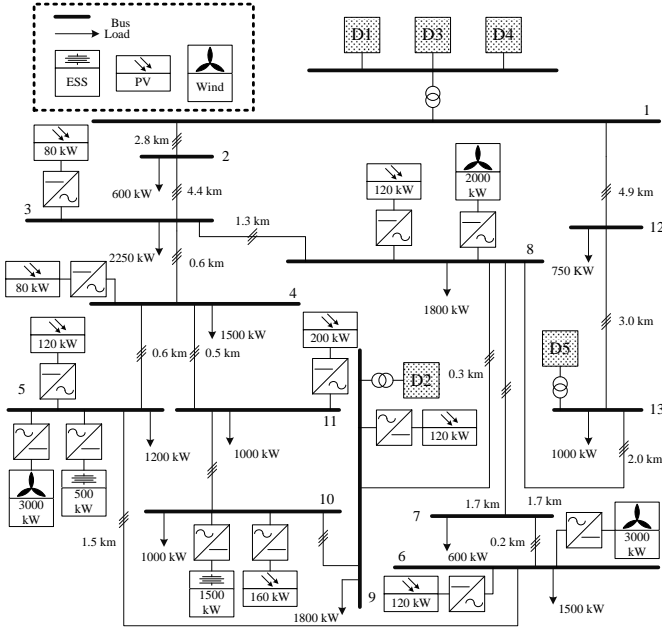 Bus
Load
ESS
PV
Wind
D1
D3
D4
1
80 kW
2.8 km
2
600 kW
4.4 km
3
2250 kW
1.3 km
0.6 km
120 kW
2000
kW
8
1800 kW
4.9 km
12
750 KW
3.0 km
80 kW
4
1500 kW
0.6 km
0.5 km
120 kW
200 kW
0.3 km
D5
D2
5
1200 kW
11
1000 kW
120 kW
13
1000 kW
2.0 km
3000
kW
500
kW
1.5 km
10
1000 kW
1500
kW
160 kW
1800 kW
9
1.7 km
1.7 km
7
600 kW
0.2 km
6
3000
kW
120 kW
1500 kW